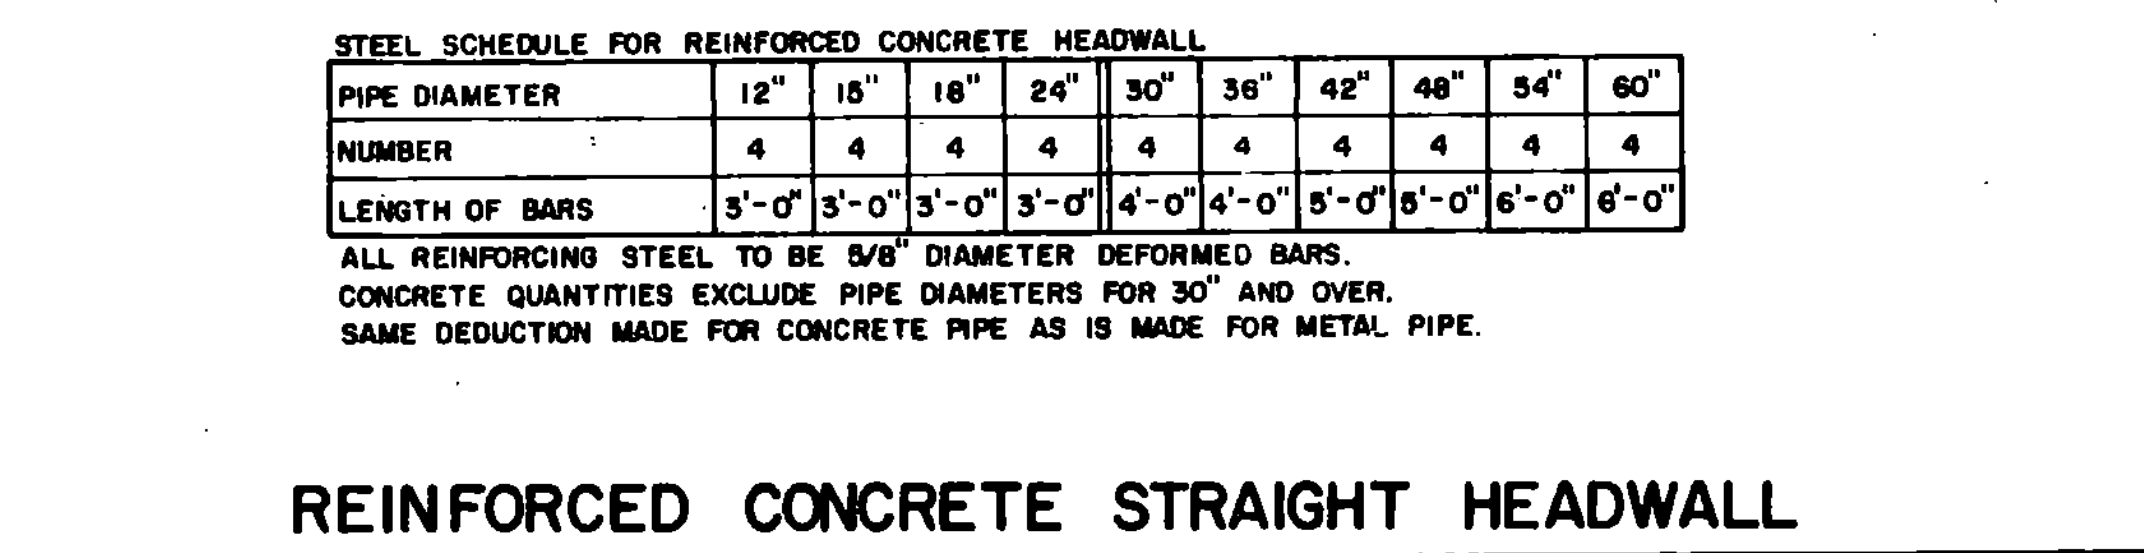 STEEL SCHEDULE FOR REINFORCED CONCRETE HEADWALL
PIPE DIAMETER 12" 15" 18" 24" 30" 36" 42" 48" 54" 60"
NUMBER 4 4 4 4 4 4 4 4 4 4
LENGTH OF BARS 3'-0" 3'-0" 3'-0" 3'-0" 4'-0" 4'-0" 5'-0" 5'-0" 6'-0" 6'-0"
ALL REINFORCING STEEL TO BE 5/8" DIAMETER DEFORMED BARS.
CONCRETE QUANTITIES EXCLUDE PIPE DIAMETERS FOR 30" AND OVER.
SAME DEDUCTION MADE FOR CONCRETE PIPE AS IS MADE FOR METAL PIPE.
REINFORCED CONCRETE STRAIGHT HEADWALL